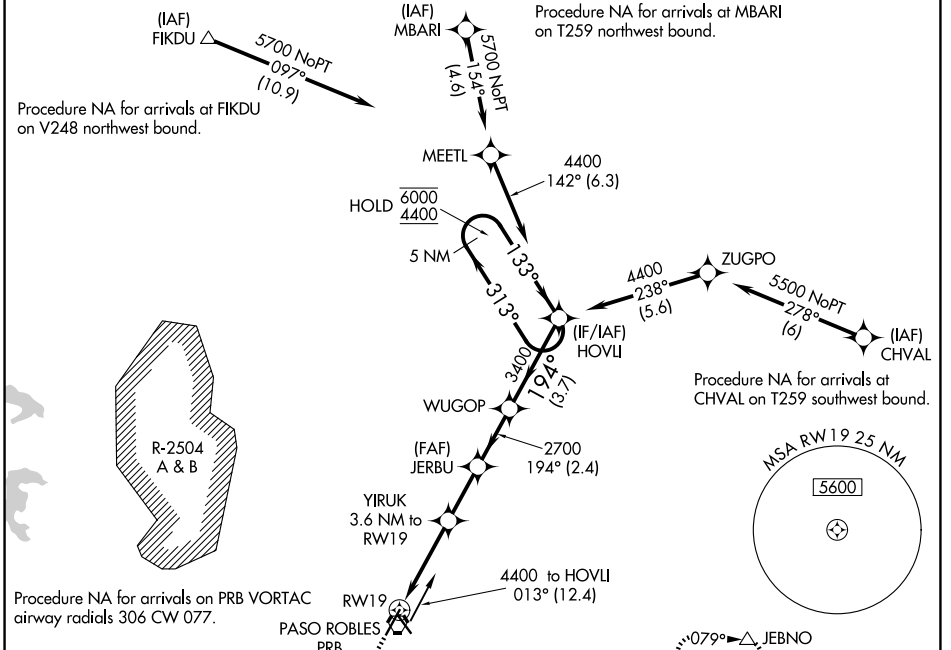 (IAF)
FIKDU
5700 NoPT
097°
(10.9)
(IAF)
MBARI
5700 NoPT
154°
(4.6)
Procedure NA for arrivals at MBARI
on T259 northwest bound.
Procedure NA for arrivals at FIKDU
on V248 northwest bound.
MEETL
4400
142° (6.3)
HOLD
6000
4400
5 NM
133°
313°
ZUGPO
4400
238°
(5.6)
5500 NoPT
278°
(6)
(IF/IAF)
HOVLI
(IAF)
CHVAL
3400
194°
(3.7)
Procedure NA for arrivals at
CHVAL on T259 southwest bound.
WUGOP
2700
194° (2.4)
(FAF)
JERBU
R-2504
A & B
MSA RW19 25 NM
5600
YIRUK
3.6 NM to
RW19
4400 to HOVLI
013° (12.4)
Procedure NA for arrivals on PRB VORTAC
airway radials 306 CW 077.
RW19
PASO ROBLES
PRB
079°
JEBNO